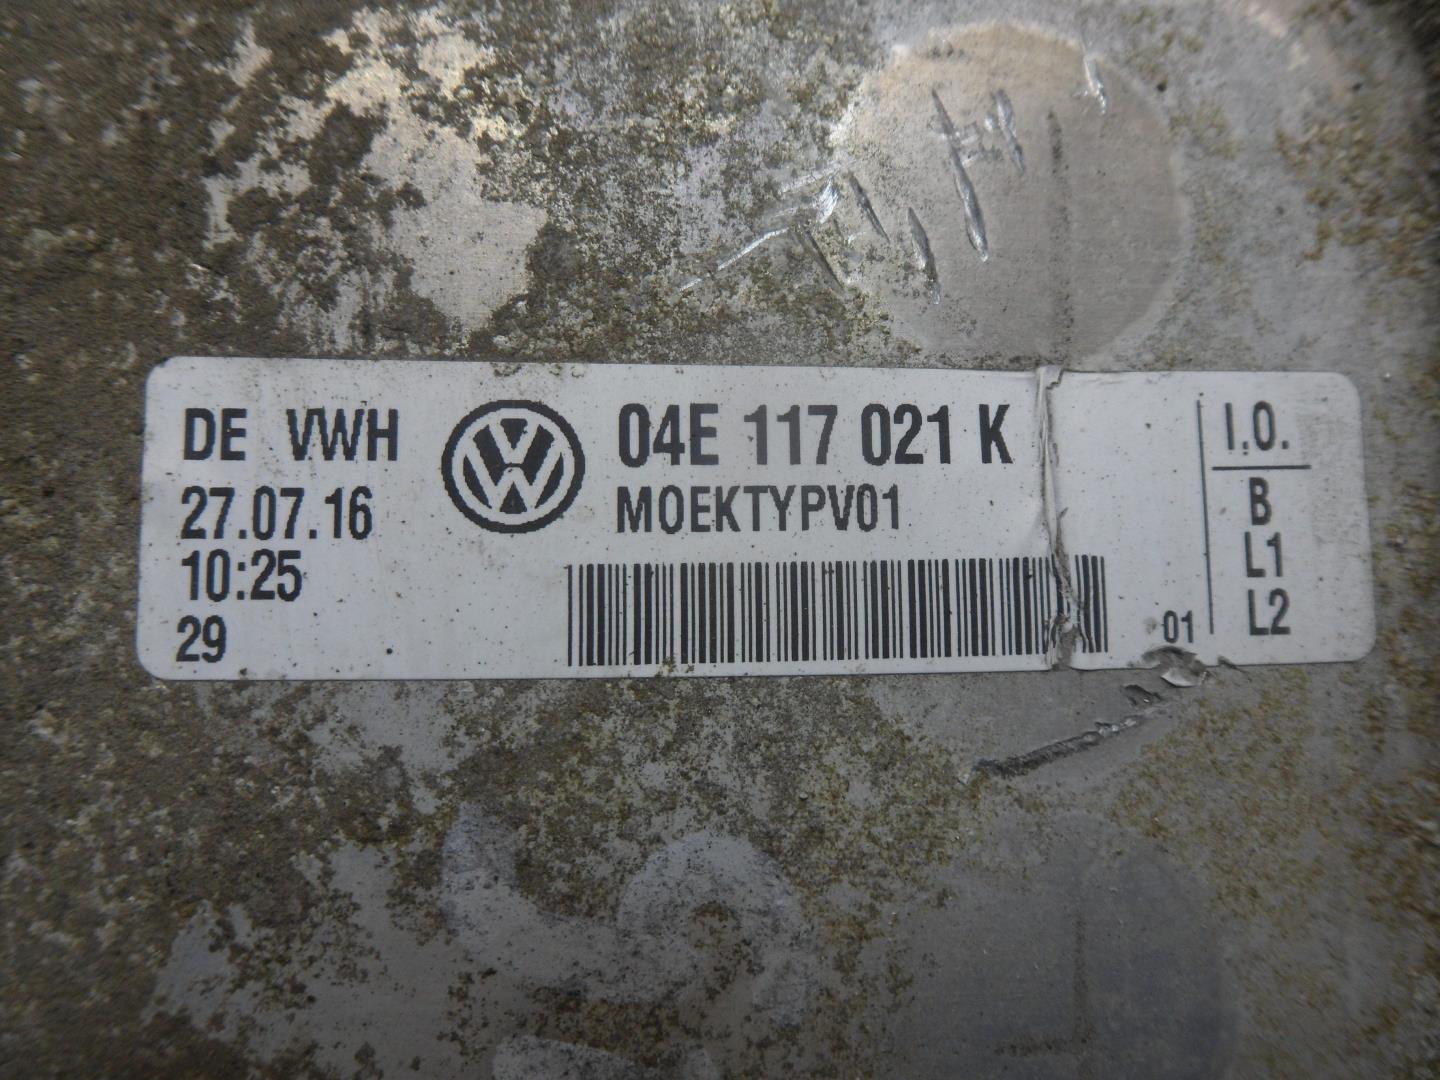 DE VWH
27.07.16
10:25
29
04E 117 021 K
MOEKTYPV01
01
I.O.
B
L1
L2